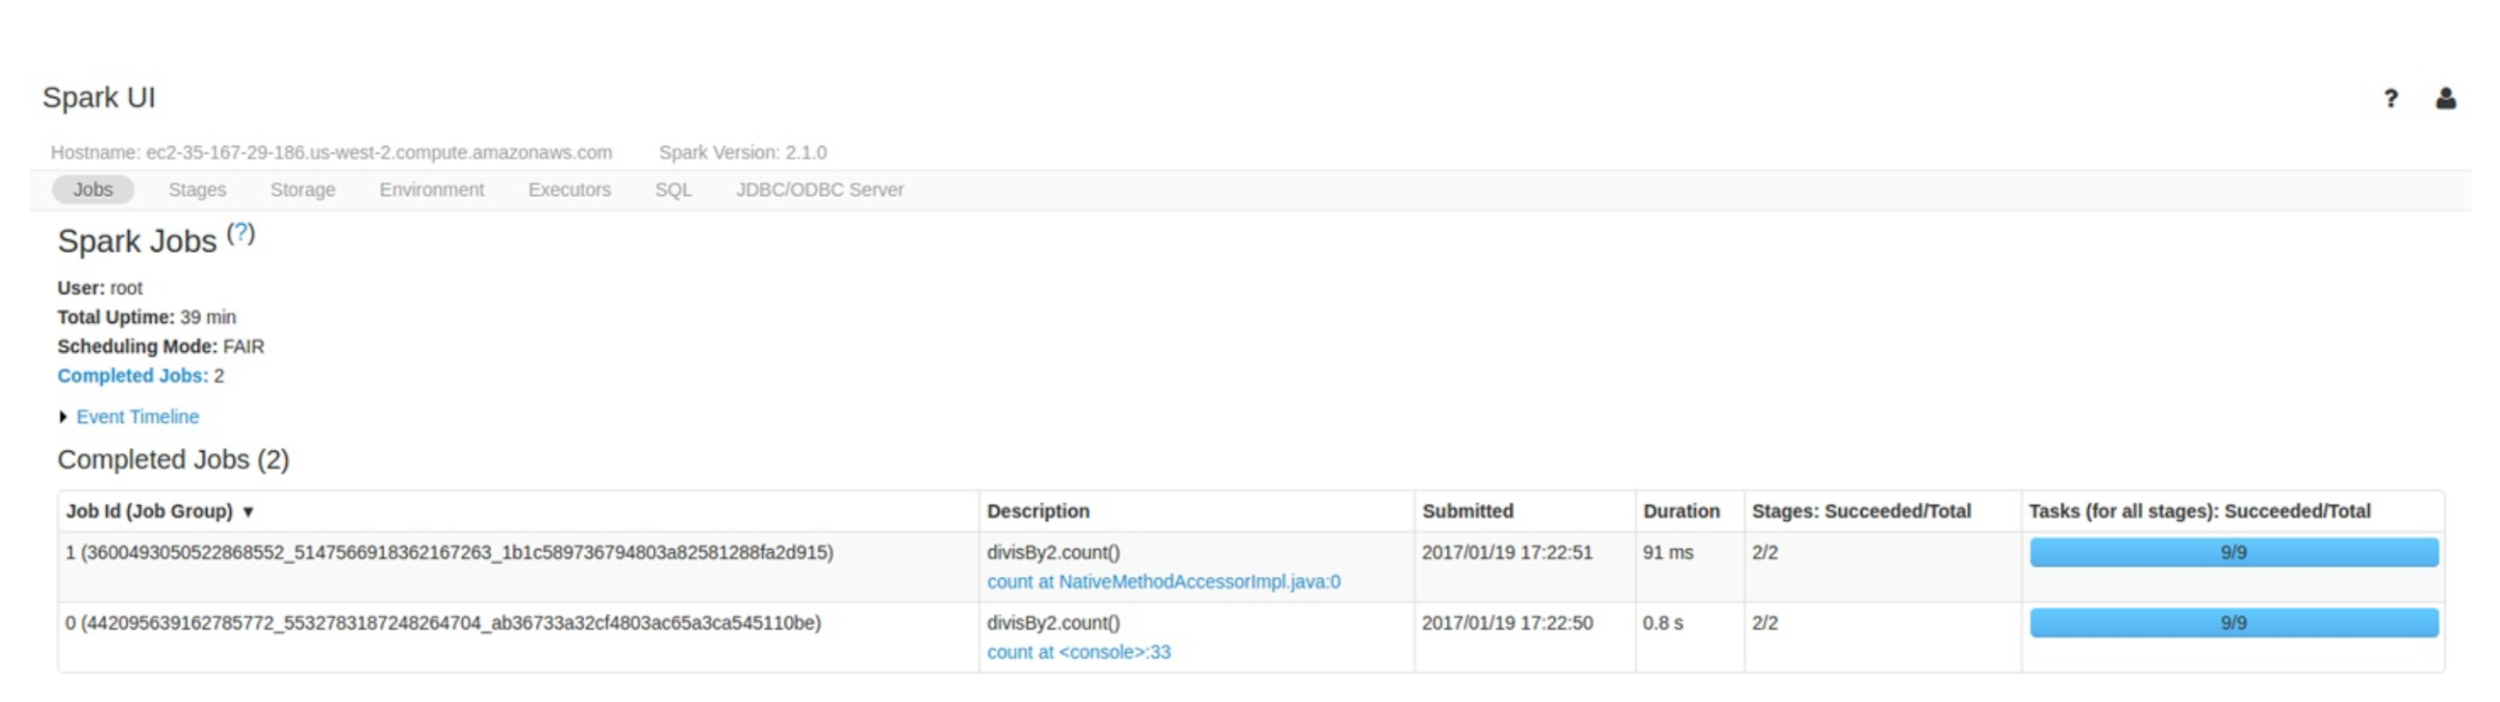 Spark UI
?
Hostname: ec2-35-167-29-186.us-west-2.compute.amazonaws.com Spark Version: 2.1.0
Jobs Stages Storage Environment Executors SQL JDBC/ODBC Server
Spark Jobs (?)
User: root
Total Uptime: 39 min
Scheduling Mode: FAIR
Completed Jobs: 2
Event Timeline
Completed Jobs (2)
Job Id (Job Group) ▼ Description Submitted Duration Stages: Succeeded/Total Tasks (for all stages): Succeeded/Total
1 (3600493050522868552_5147566918362167263_1b1c589736794803a82581288fa2d915) divisBy2.count() 2017/01/19 17:22:51 91 ms 2/2 9/9
count at NativeMethodAccessorImpl.java:0
0 (442095639162785772_5532783187248264704_ab36733a32cf4803ac65a3ca545110be) divisBy2.count() 2017/01/19 17:22:50 0.8 s 2/2 9/9
count at <console>:33